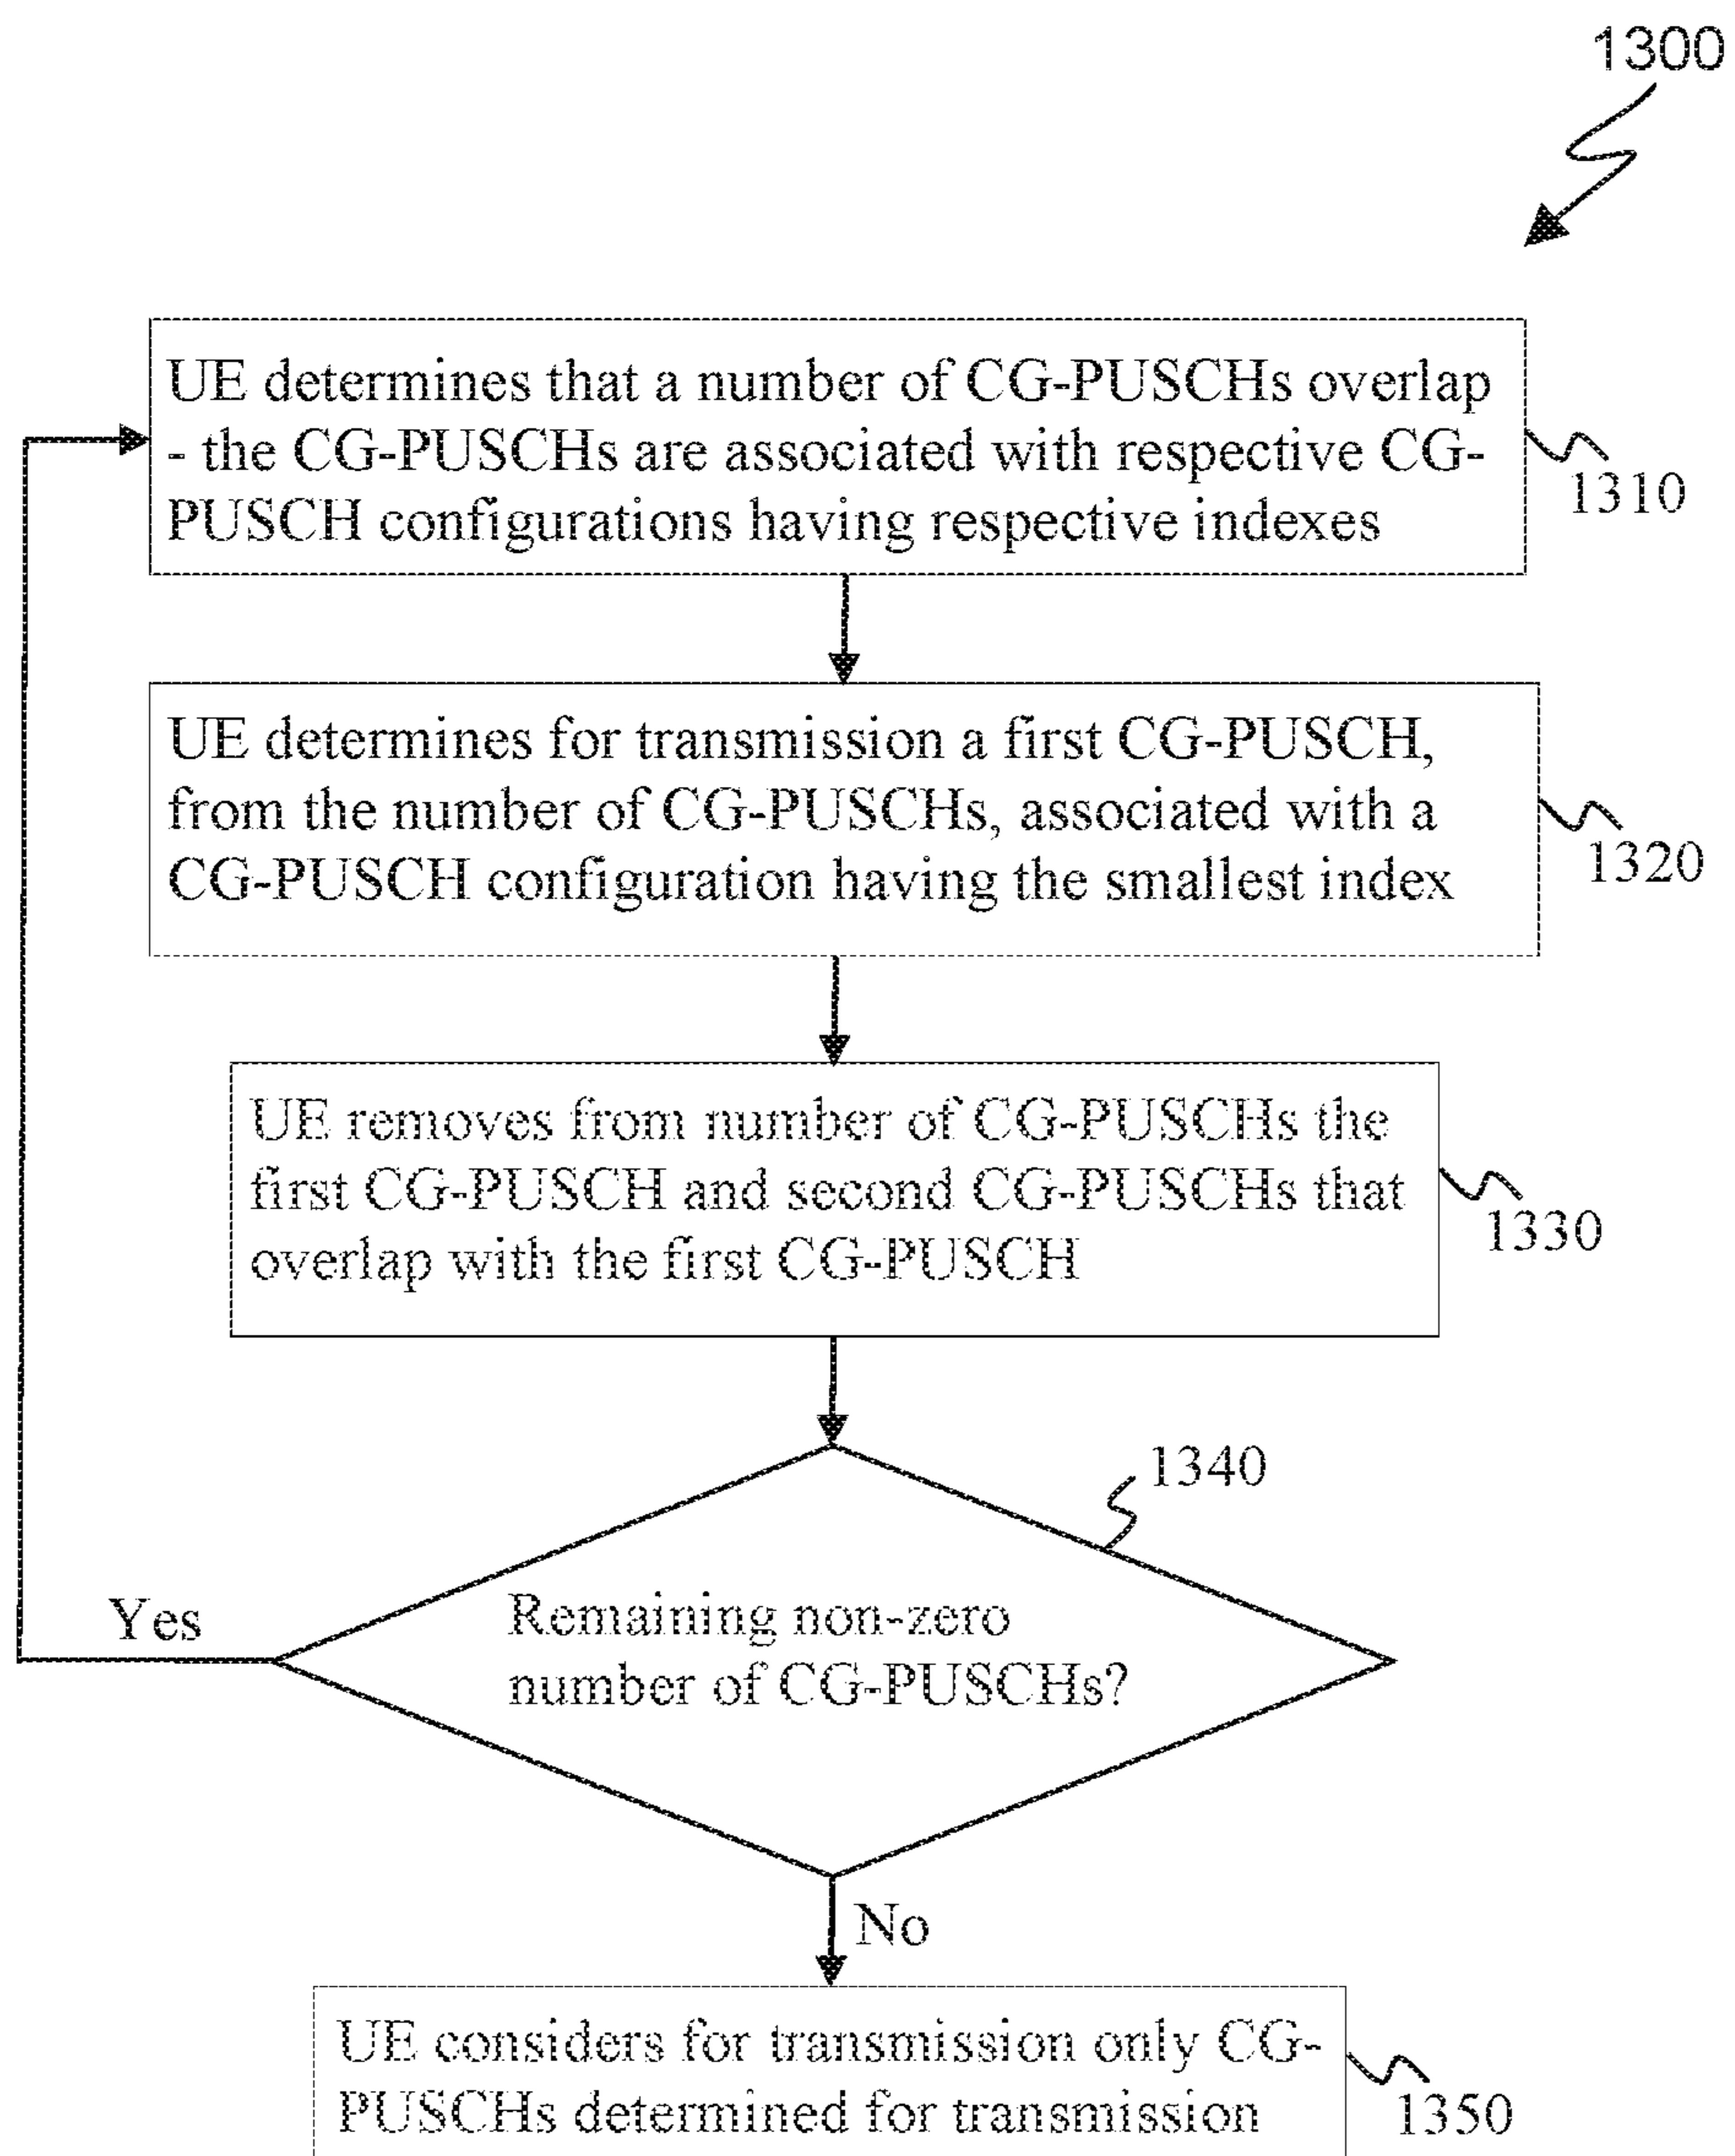 1300
UE determines that a number of CG-PUSCHs overlap
- the CG-PUSCHs are associated with respective CG-
PUSCH configurations having respective indexes
1310
UE determines for transmission a first CG-PUSCH,
from the number of CG-PUSCHs, associated with a
CG-PUSCH configuration having the smallest index
1320
UE removes from number of CG-PUSCHs the
first CG-PUSCH and second CG-PUSCHs that
overlap with the first CG-PUSCH
1330
1340
Remaining non-zero
number of CG-PUSCHs?
Yes
No
UE considers for transmission only CG-
PUSCHs determined for transmission
1350